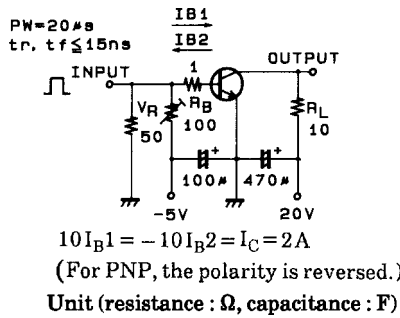 PW=20μs
tr, tf≦15ns
IB1
IB2
INPUT
OUTPUT
1
RB
VR
50
100
RL
10
100μ
+
470μ
+
-5V
20V
10IB1=-10IB2=IC=2A
(For PNP, the polarity is reversed.)
Unit (resistance : Ω, capacitance : F)